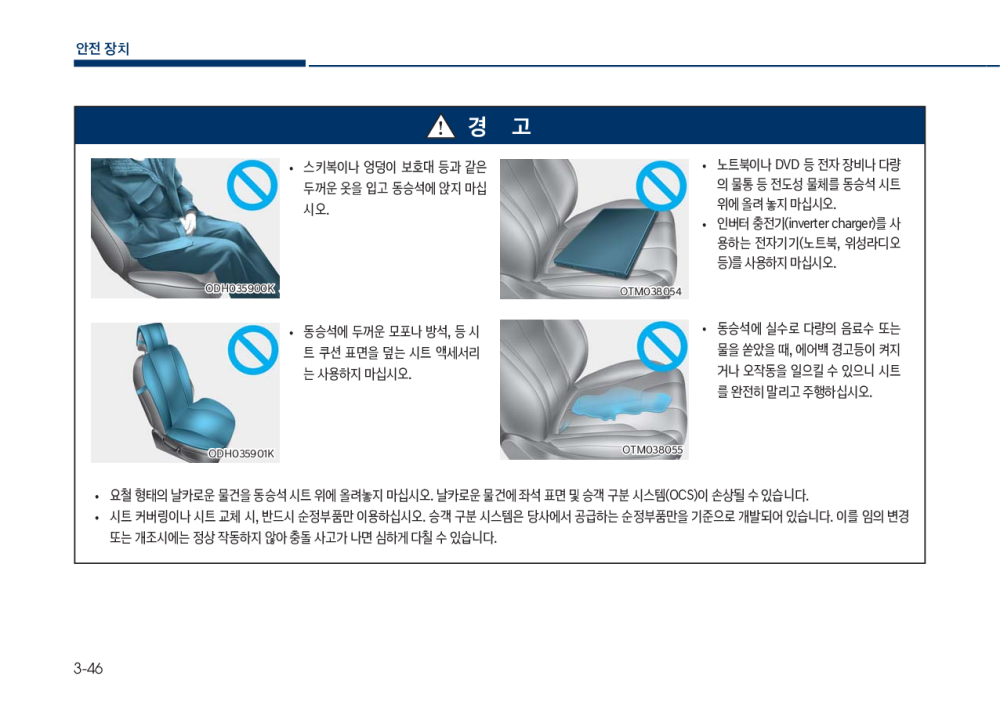 안전 장치
경 고
• 스키복이나 엉덩이 보호대 등과 같은
두꺼운 옷을 입고 동승석에 앉지 마십
시오.
ODH035900K
• 노트북이나 DVD 등 전자 장비나 다량
의 물통 등 전도성 물체를 동승석 시트
위에 올려 놓지 마십시오.
• 인버터 충전기(inverter charger)를 사
용하는 전자기기(노트북, 위성라디오
등)를 사용하지 마십시오.
OTM038054
• 동승석에 두꺼운 모포나 방석, 등 시
트 쿠션 표면을 덮는 시트 액세서리
는 사용하지 마십시오.
ODH035901K
• 동승석에 실수로 다량의 음료수 또는
물을 쏟았을 때, 에어백 경고등이 켜지
거나 오작동을 일으킬 수 있으니 시트
를 완전히 말리고 주행하십시오.
OTM038055
• 요철 형태의 날카로운 물건을 동승석 시트 위에 올려놓지 마십시오. 날카로운 물건에 좌석 표면 및 승객 구분 시스템(OCS)이 손상될 수 있습니다.
• 시트 커버링이나 시트 교체 시, 반드시 순정부품만 이용하십시오. 승객 구분 시스템은 당사에서 공급하는 순정부품만을 기준으로 개발되어 있습니다. 이를 임의 변경
또는 개조시에는 정상 작동하지 않아 충돌 사고가 나면 심하게 다칠 수 있습니다.
3-46